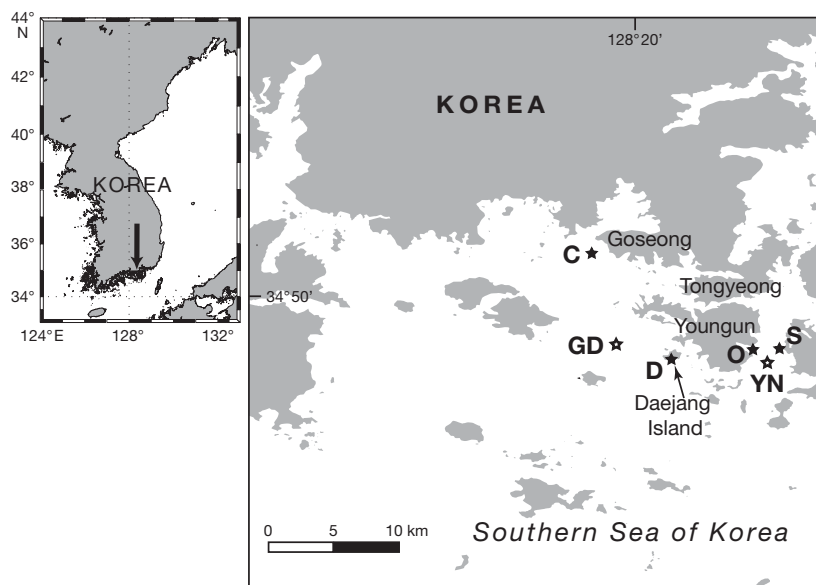 44°
N
42°
40°
38°
36°
34°
124°E
128°
132°
KOREA
128°20'
KOREA
C
Goseong
34°50'
Tongyeong
Youngun
S
GD
O
D
YN
Daejang
Island
0 5 10 km
Southern Sea of Korea